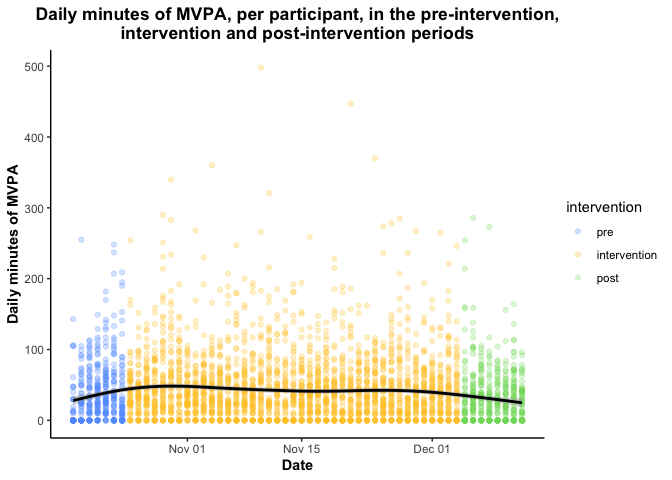 Daily minutes of MVPA, per participant, in the pre-intervention,
intervention and post-intervention periods
Daily minutes of MVPA
500
400
300
200
100
0
Nov 01
Nov 15
Dec 01
Date
intervention
pre
intervention
post